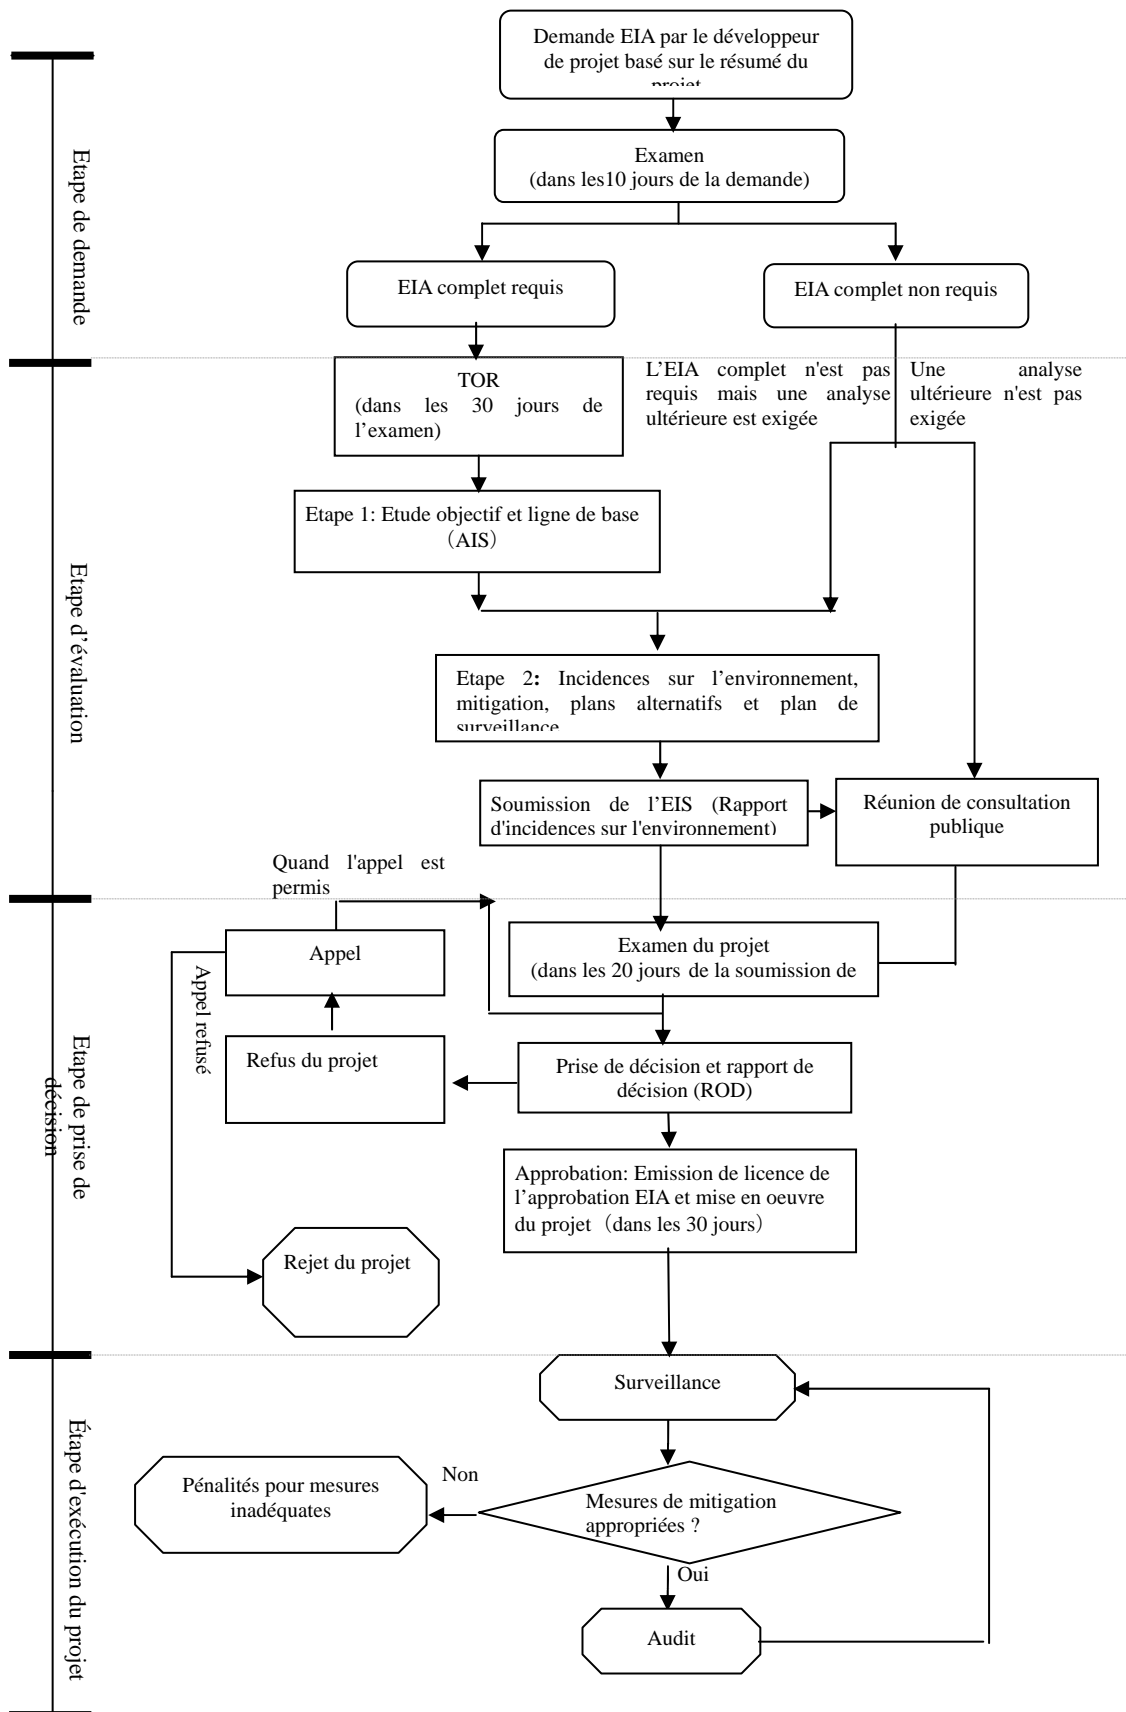 Demande EIA par le développeur
de projet basé sur le résumé du
projet
Examen
(dans les10 jours de la demande)
EIA complet requis
EIA complet non requis
Etape de demande
TOR
(dans les 30 jours de
l’examen)
L’EIA complet n'est pas
requis mais une analyse
ultérieure est exigée
Une analyse
ultérieure n'est pas
exigée
Etape 1: Etude objectif et ligne de base
（AIS）
Etape 2: Incidences sur l’environnement,
mitigation, plans alternatifs et plan de
surveillance
Soumission de l’EIS (Rapport
d'incidences sur l'environnement)
Réunion de consultation
publique
Etape d’évaluation
Quand l'appel est
permis
Appel
Examen du projet
(dans les 20 jours de la soumission de
Appel refusé
Refus du projet
Prise de décision et rapport de
décision (ROD)
Approbation: Emission de licence de
l’approbation EIA et mise en oeuvre
du projet（dans les 30 jours）
Rejet du projet
Etape de prise de
décision
Surveillance
Pénalités pour mesures
inadéquates
Non
Mesures de mitigation
appropriées ?
Oui
Audit
Étape d'exécution du projet